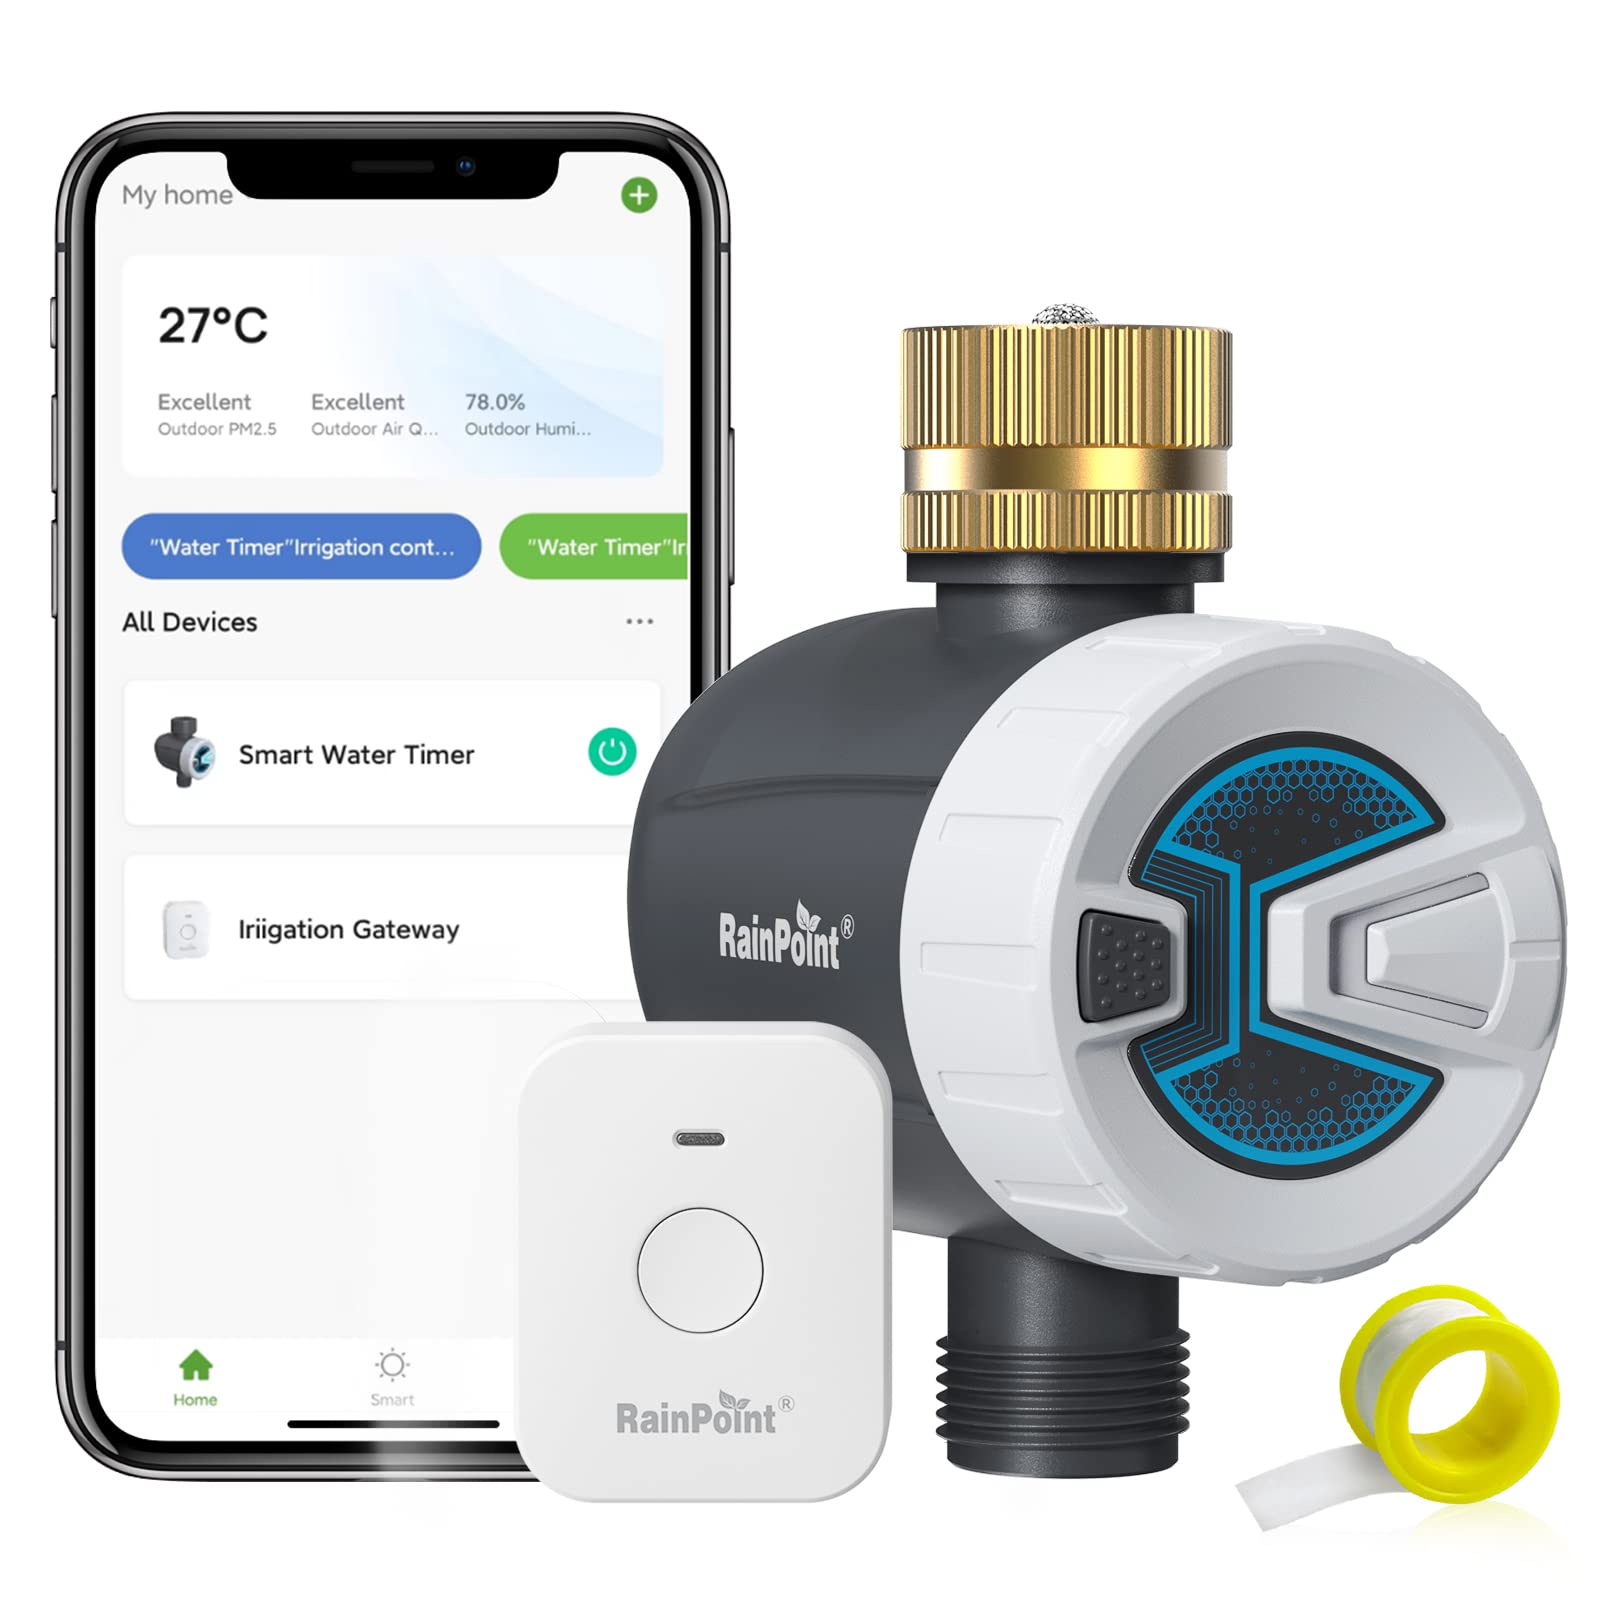 My home
27°C
Excellent
Outdoor PM2.5
Excellent
Outdoor Air Q...
78.0%
Outdoor Humi...
"Water Timer"Irrigation cont...
"Water Timer"Ir
All Devices
Smart Water Timer
Iriigation Gateway
Home
Smart
RainPoint®
RainPoint®